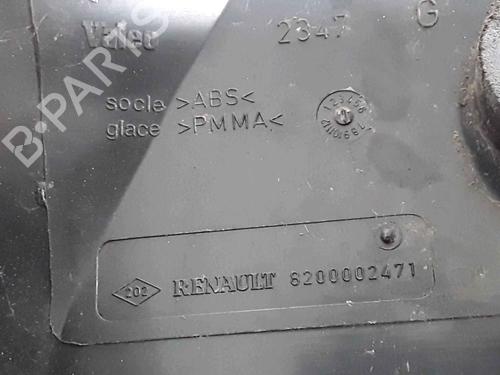 Valeo 2347 G
socle >ABS<
glace >PMMA<
202 RENAULT 8200002471
B-PARTS